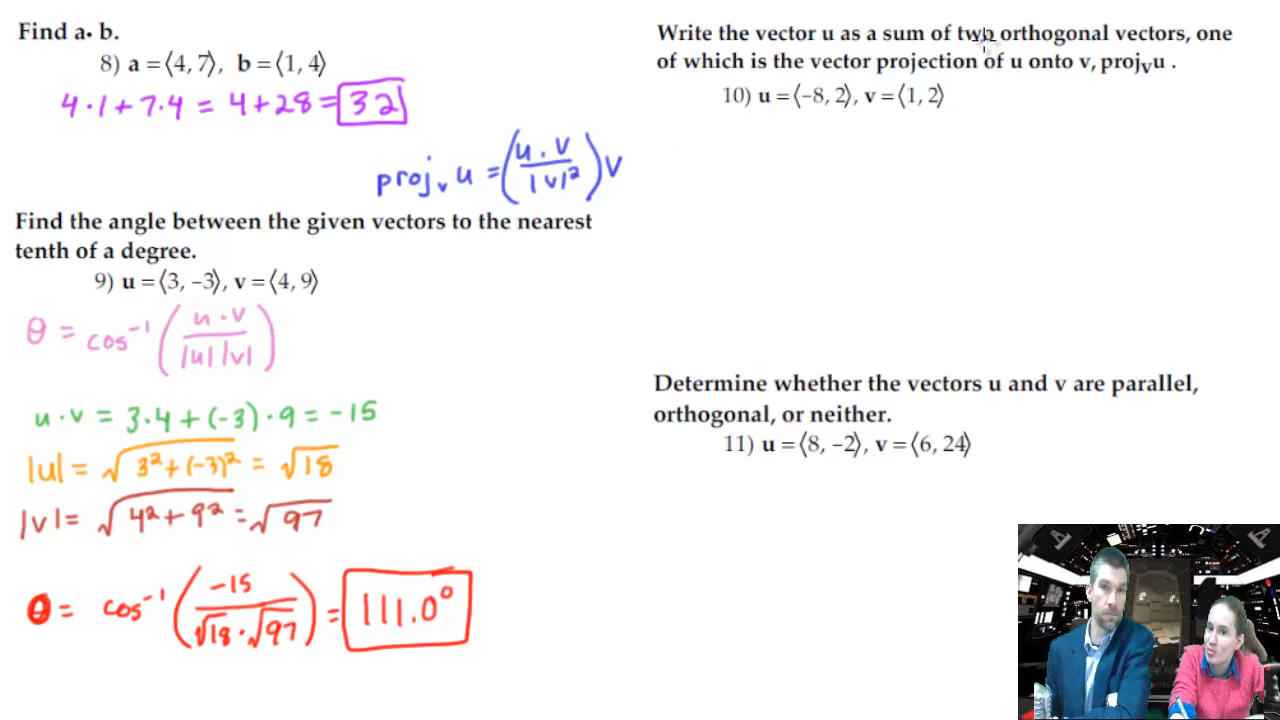 Find a• b.
8) a = ⟨4, 7⟩, b = ⟨1, 4⟩
4·1 + 7·4 = 4 + 28 = 32
proj_v u = (u · v / |v|²) v
Find the angle between the given vectors to the nearest
tenth of a degree.
9) u = ⟨3, −3⟩, v = ⟨4, 9⟩
θ = cos⁻¹ (u · v / |u| |v|)
u · v = 3·4 + (−3)·9 = −15
|u| = √(3² + (−3)²) = √18
|v| = √(4² + 9²) = √97
θ = cos⁻¹ (−15 / √18 · √97) = 111.0°
Write the vector u as a sum of two orthogonal vectors, one
of which is the vector projection of u onto v, proj_v u .
10) u = ⟨−8, 2⟩, v = ⟨1, 2⟩
Determine whether the vectors u and v are parallel,
orthogonal, or neither.
11) u = ⟨8, −2⟩, v = ⟨6, 24⟩